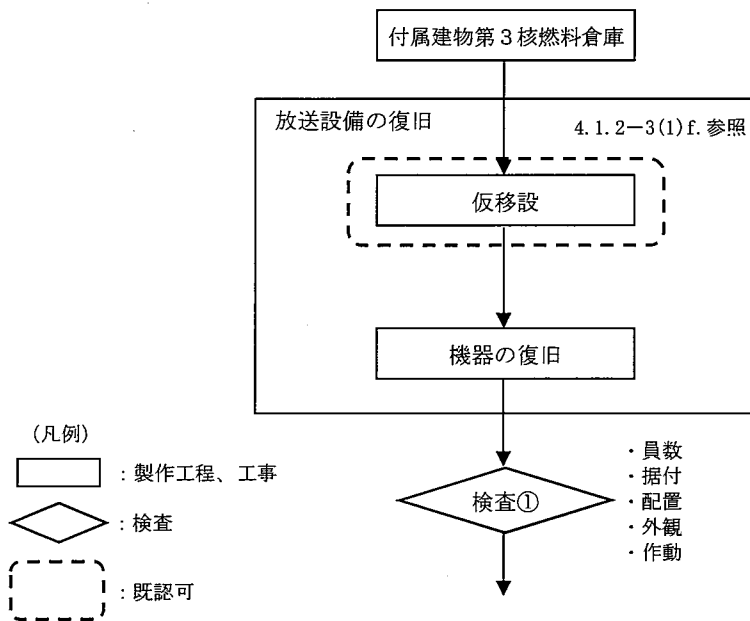 付属建物第３核燃料倉庫
放送設備の復旧
4.1.2－3(1)f.参照
仮移設
機器の復旧
検査①
・員数
・据付
・配置
・外観
・作動
(凡例)
：製作工程、工事
：検査
：既認可